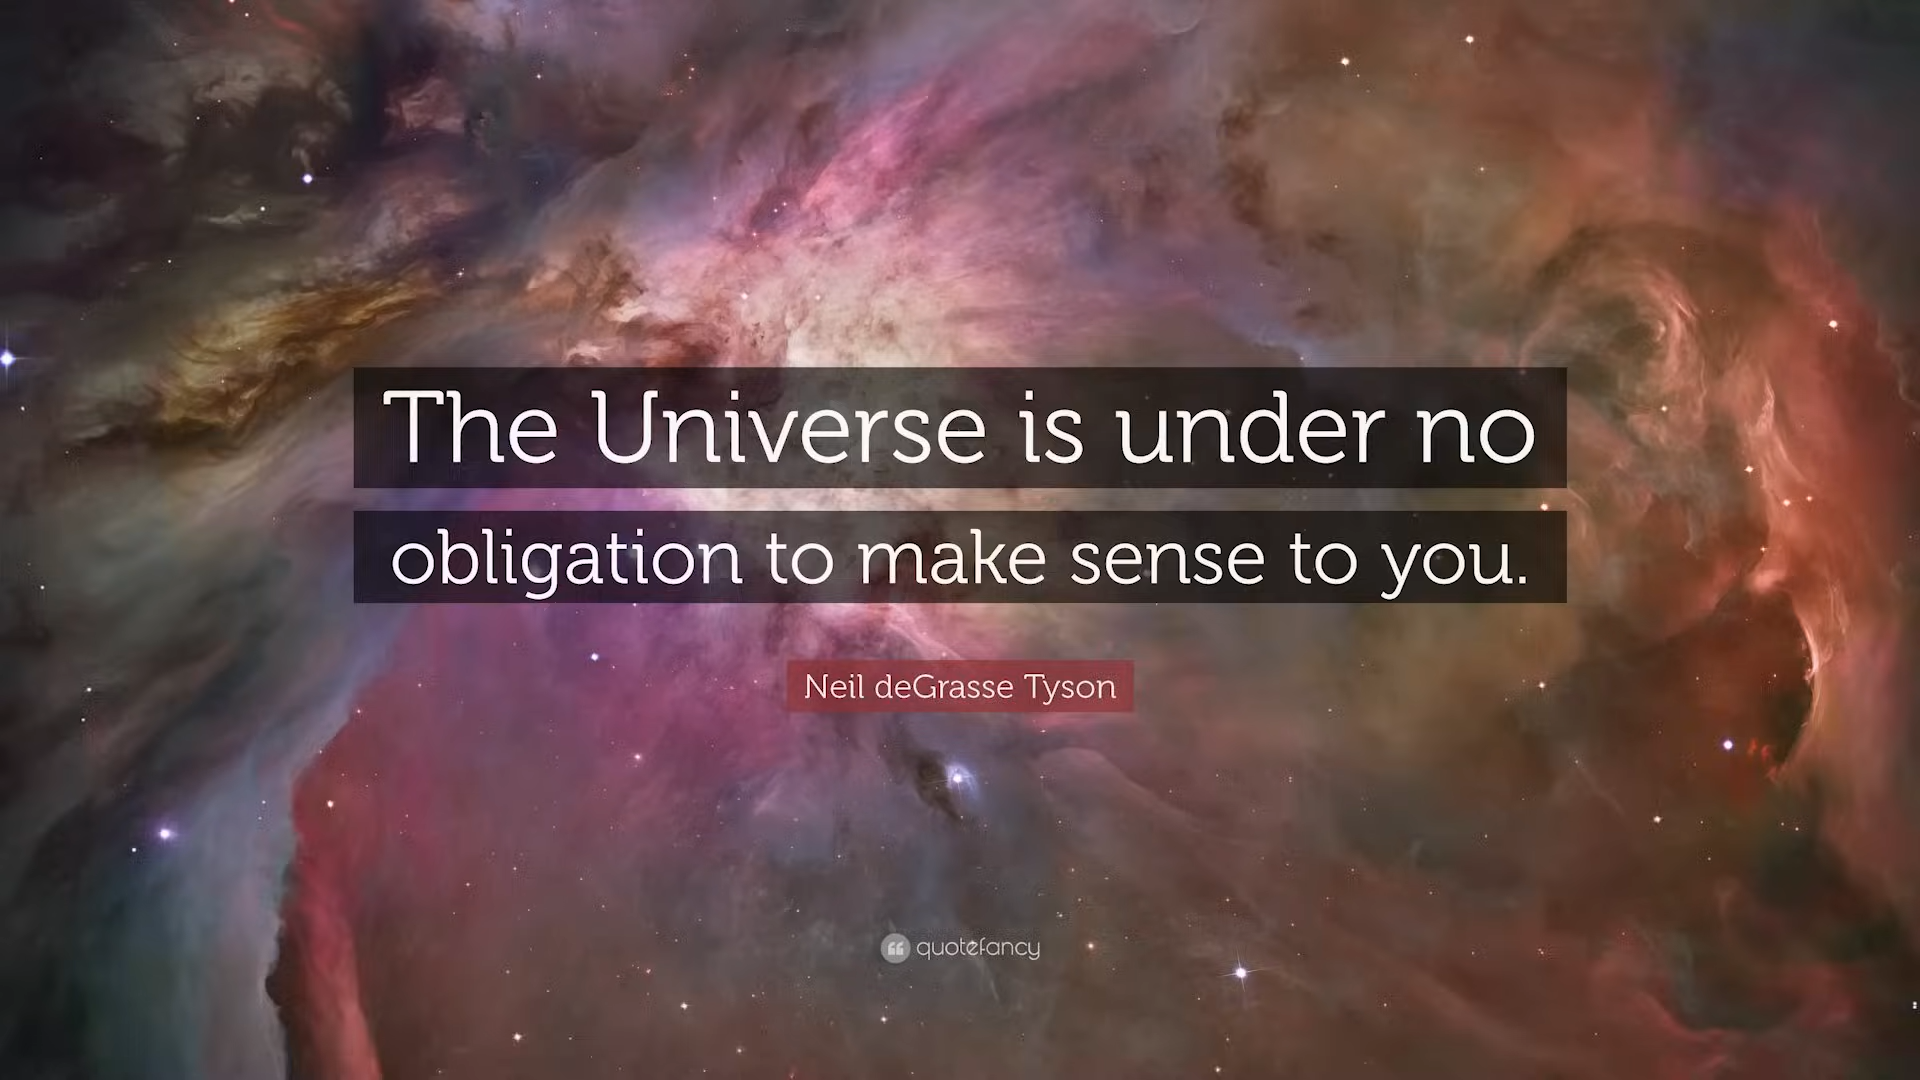 The Universe is under no
obligation to make sense to you.
Neil deGrasse Tyson
quotefancy